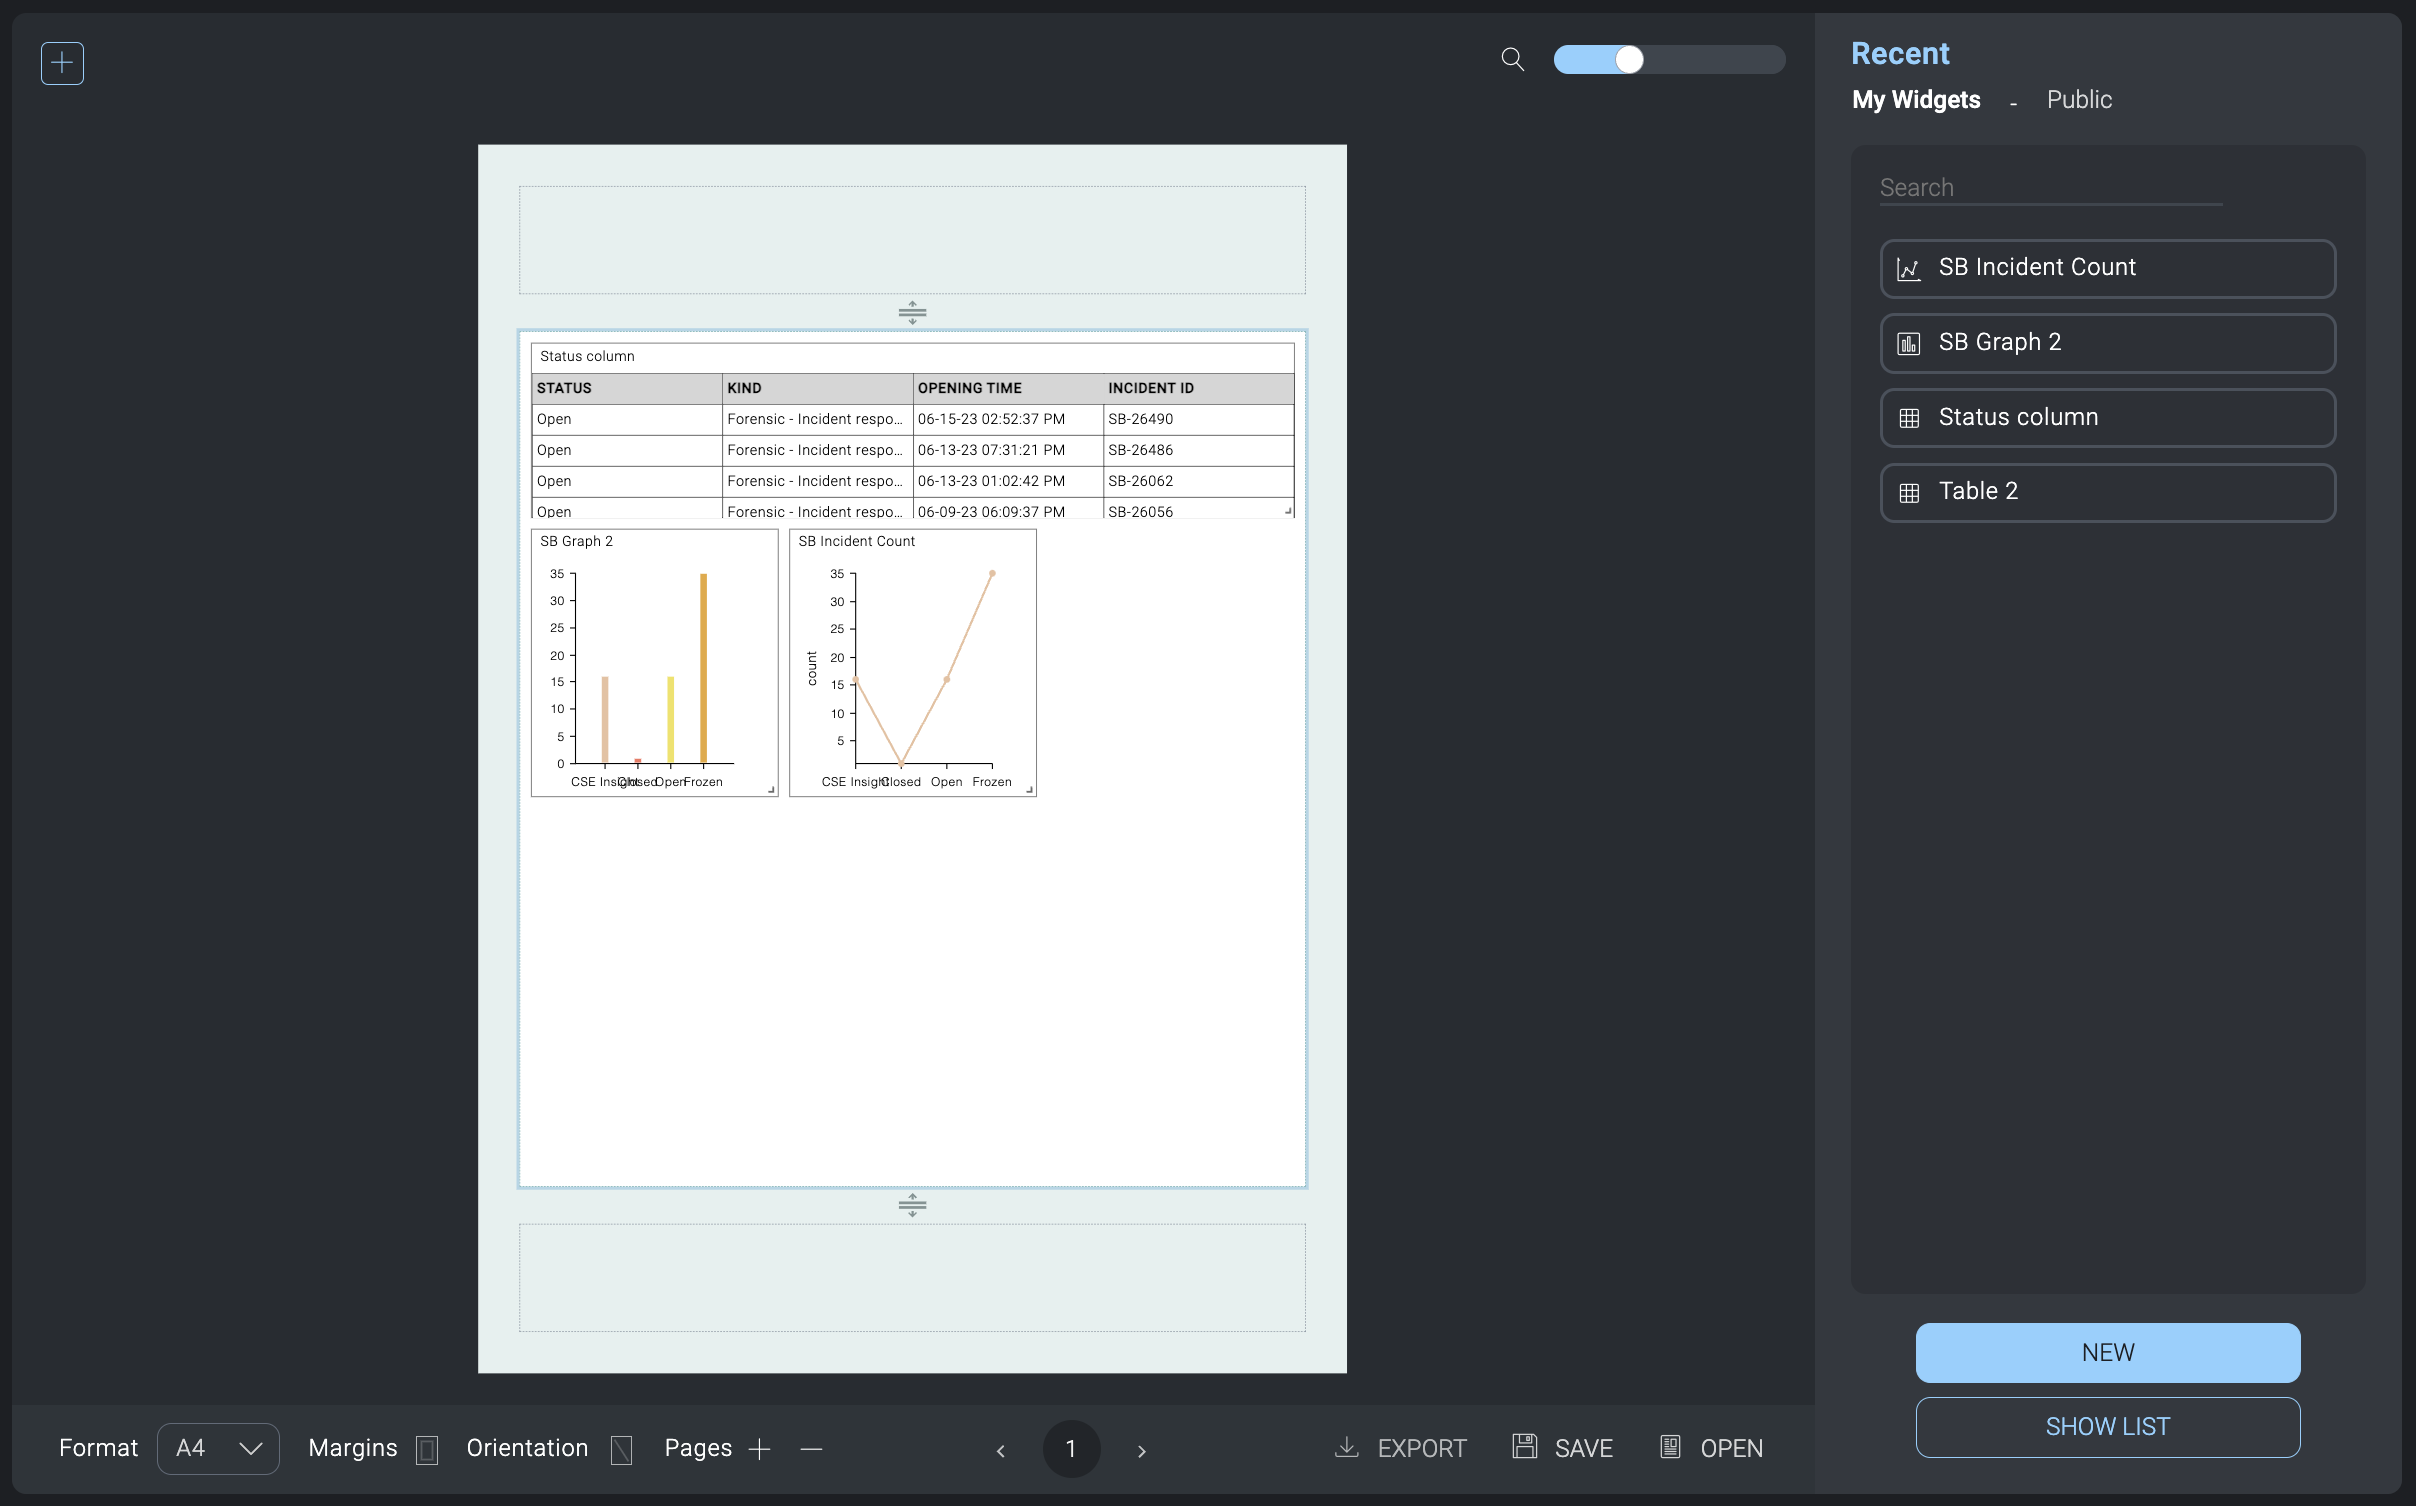 Recent
My Widgets - Public
Search
SB Incident Count
SB Graph 2
Status column
Table 2
NEW
SHOW LIST
Status column
STATUS KIND OPENING TIME INCIDENT ID
Open Forensic - Incident respo... 06-15-23 02:52:37 PM SB-26490
Open Forensic - Incident respo... 06-13-23 07:31:21 PM SB-26486
Open Forensic - Incident respo... 06-13-23 01:02:42 PM SB-26062
Open Forensic - Incident respo... 06-09-23 06:09:37 PM SB-26056
SB Graph 2
35
30
25
20
15
10
5
0
CSE Insight Closed Open Frozen
SB Incident Count
count
35
30
25
20
15
10
5
CSE Insight Closed Open Frozen
Format A4 Margins Orientation Pages
1
EXPORT SAVE OPEN